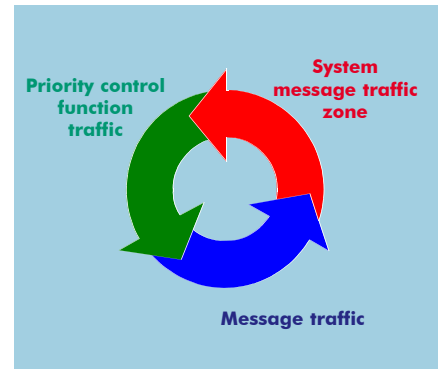 Priority control
function
traffic
System
message traffic
zone
Message traffic